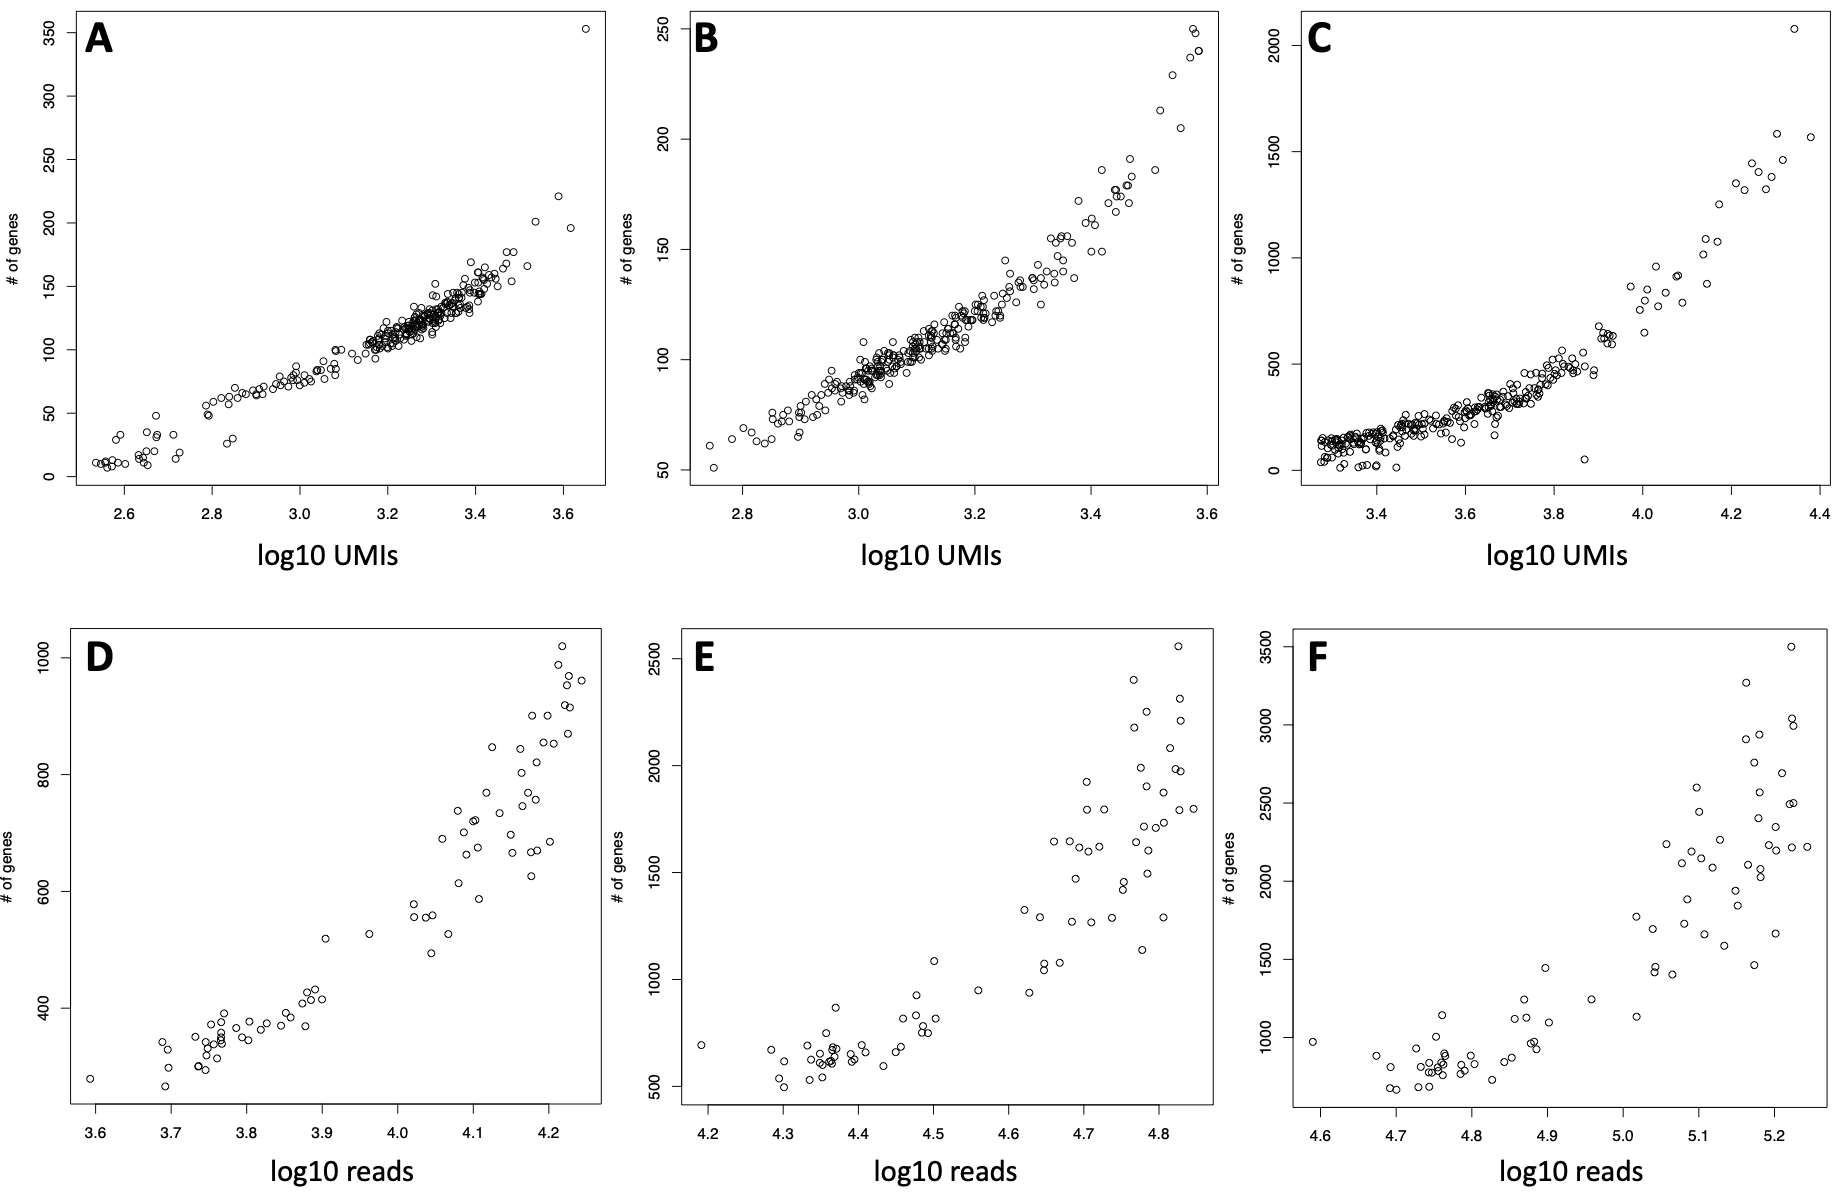 A
# of genes
350
300
250
200
150
100
50
0
2.6 2.8 3.0 3.2 3.4 3.6
log10 UMIs
B
# of genes
250
200
150
100
50
2.8 3.0 3.2 3.4 3.6
log10 UMIs
C
# of genes
2000
1500
1000
500
0
3.4 3.6 3.8 4.0 4.2 4.4
log10 UMIs
D
# of genes
1000
800
600
400
3.6 3.7 3.8 3.9 4.0 4.1 4.2
log10 reads
E
# of genes
2500
2000
1500
1000
500
4.2 4.3 4.4 4.5 4.6 4.7 4.8
log10 reads
F
# of genes
3500
3000
2500
2000
1500
1000
4.6 4.7 4.8 4.9 5.0 5.1 5.2
log10 reads